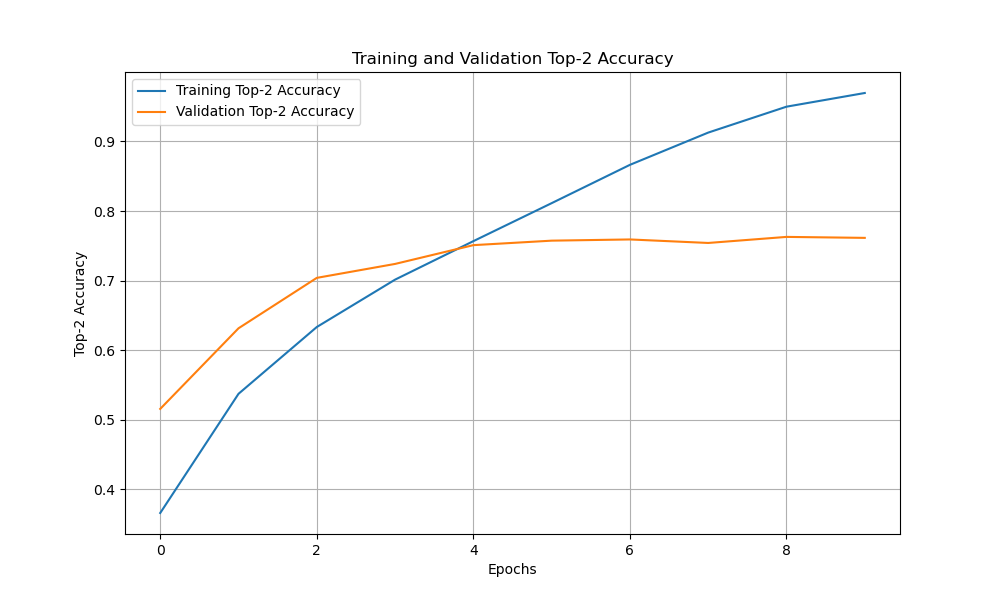 Training and Validation Top-2 Accuracy
Training Top-2 Accuracy
Validation Top-2 Accuracy
Top-2 Accuracy
0.9
0.8
0.7
0.6
0.5
0.4
0 2 4 6 8
Epochs